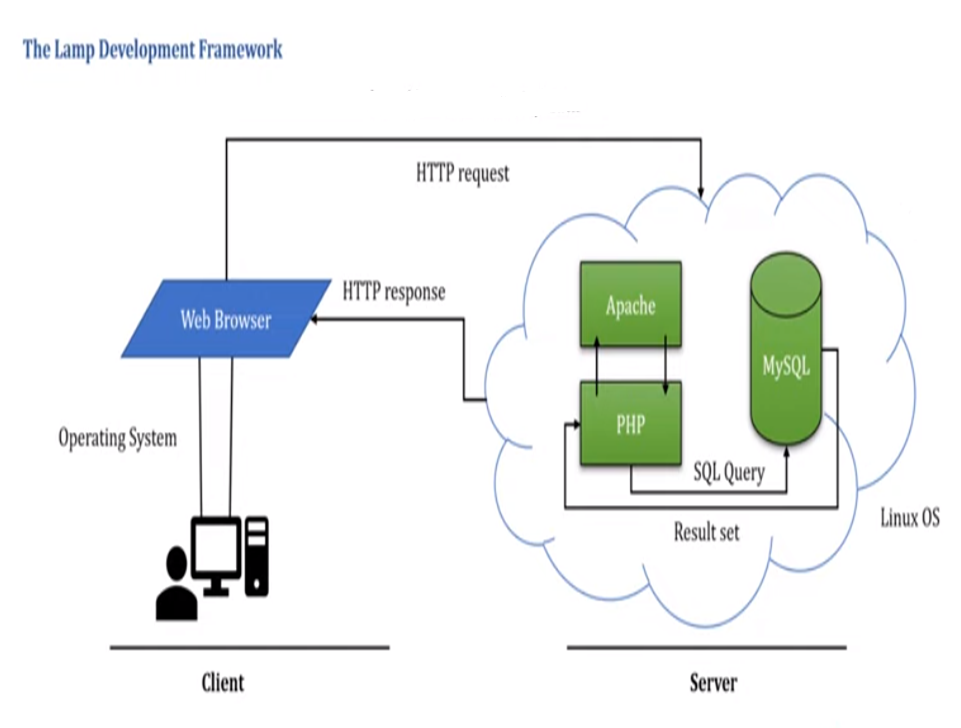 The Lamp Development Framework
HTTP request
HTTP response
Web Browser
Apache
MySQL
PHP
Operating System
SQL Query
Linux OS
Result set
Client
Server